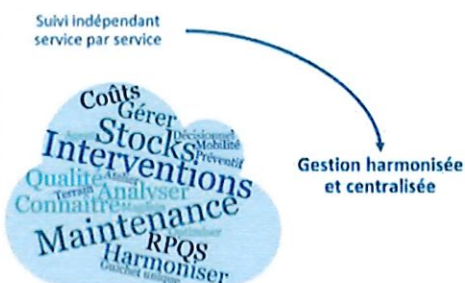 Suivi indépendant
service par service
Gestion harmonisée
et centralisée
Coûts
Gérer
Stocks
Décisionnel
Mobilité
Préventif
Interventions
Qualité
Atelier
Terrain
Analyser
Connaître
Maintenance
Optimiser
RPQS
Harmoniser
Guichet unique